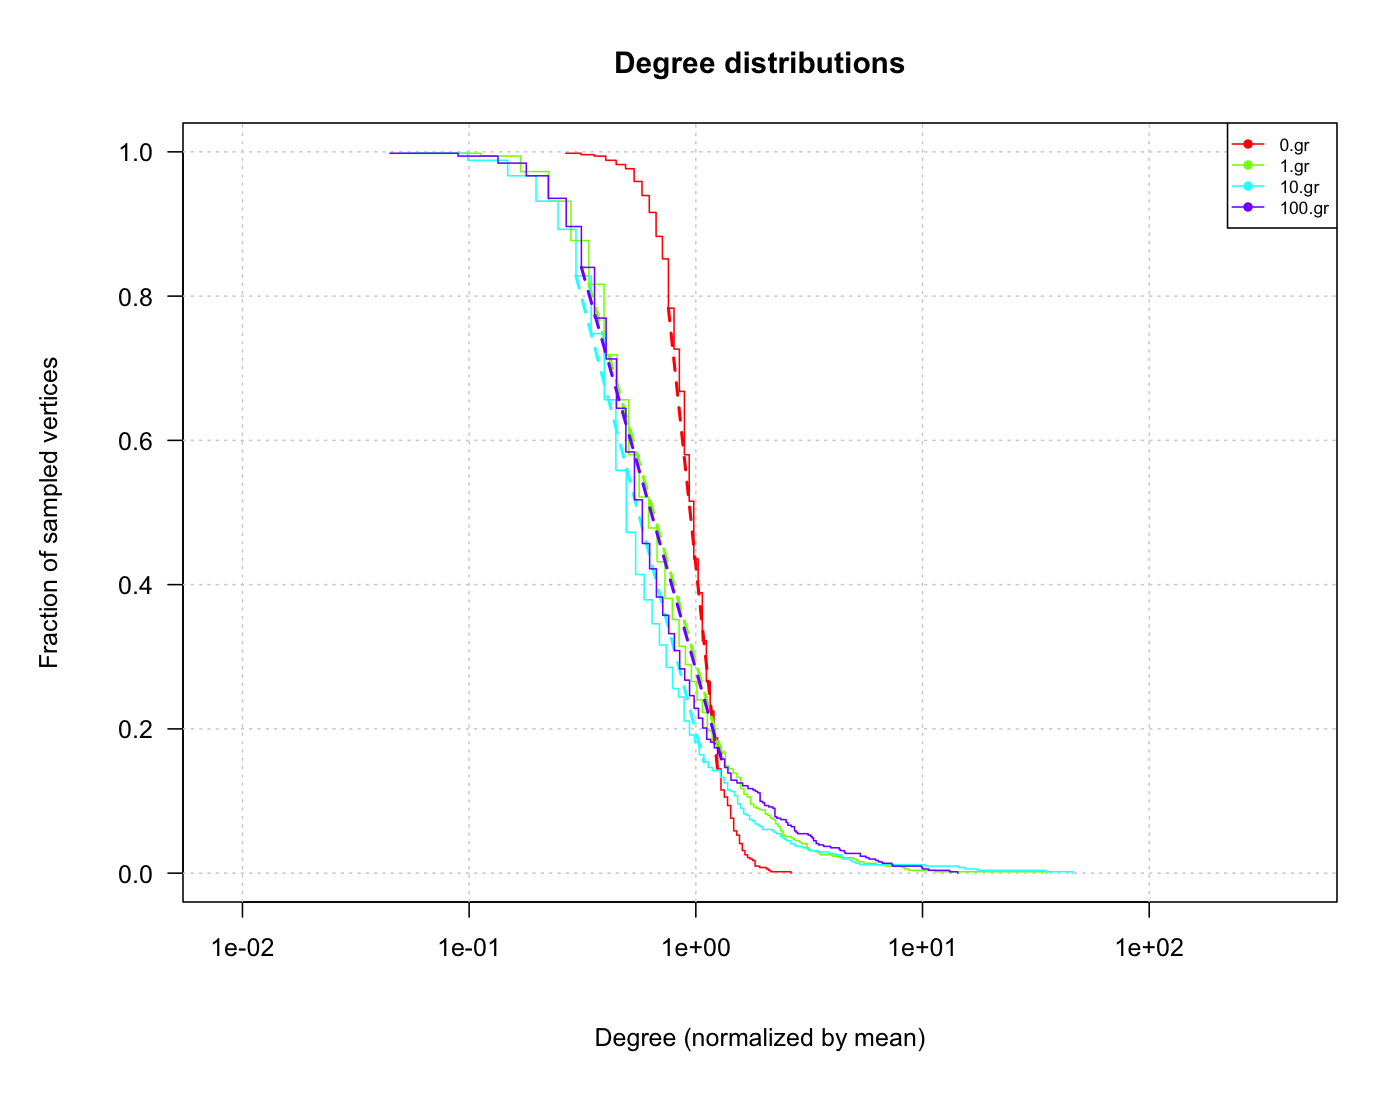 Degree distributions
0.gr
1.gr
10.gr
100.gr
Fraction of sampled vertices
1.0
0.8
0.6
0.4
0.2
0.0
1e-02 1e-01 1e+00 1e+01 1e+02
Degree (normalized by mean)